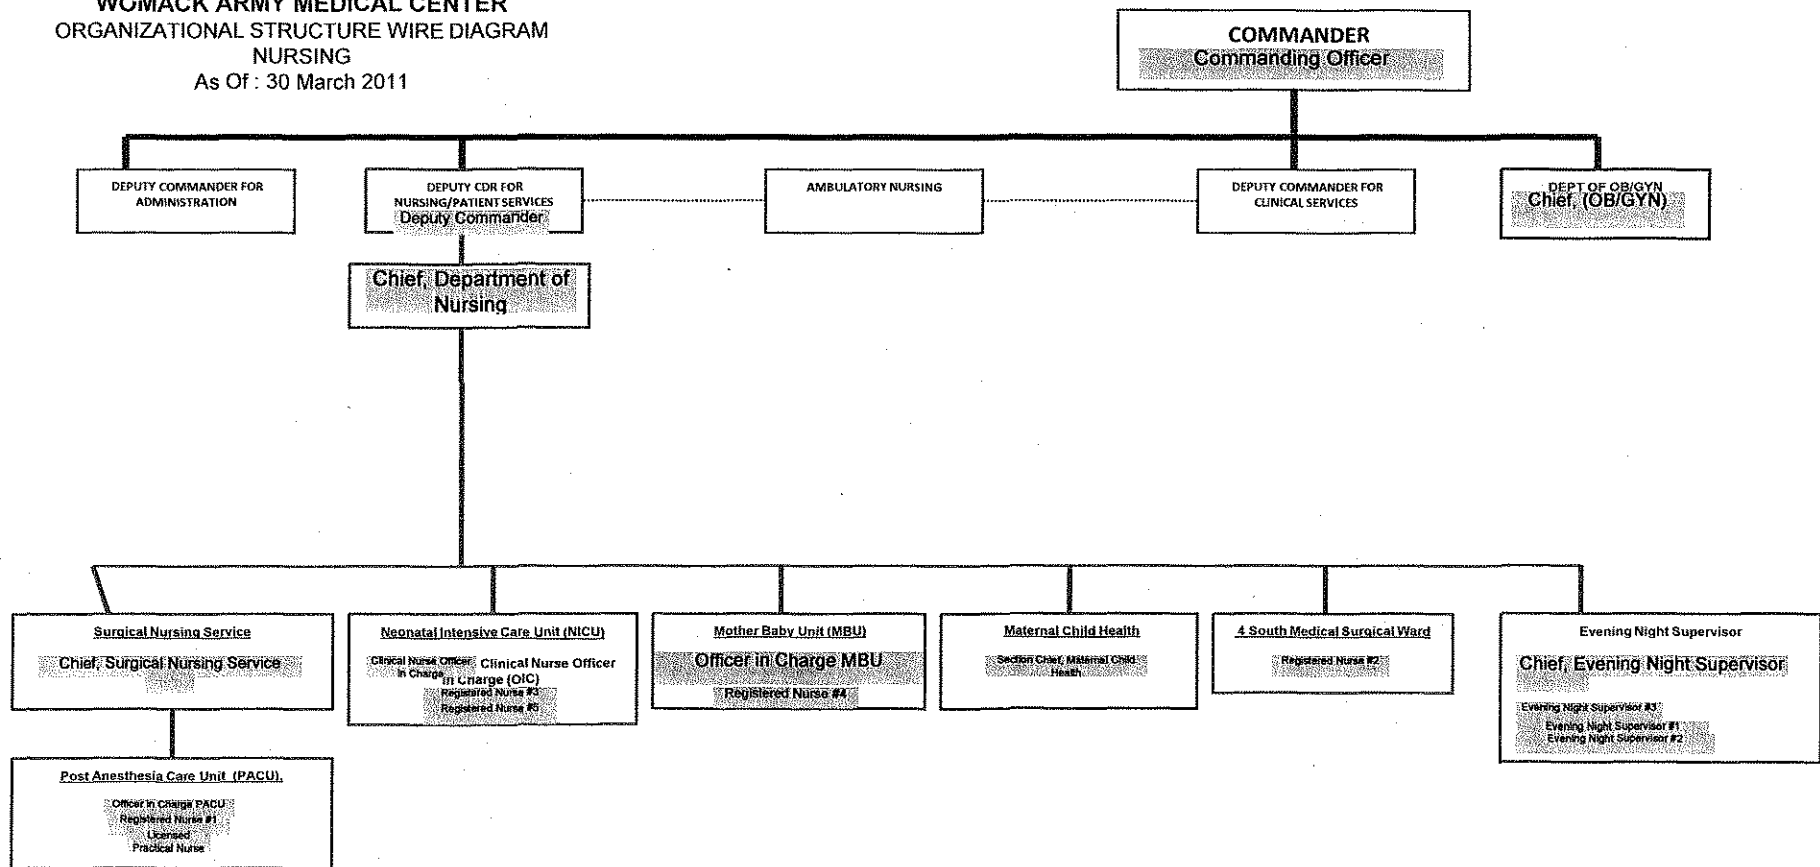 WOMACK ARMY MEDICAL CENTER
ORGANIZATIONAL STRUCTURE WIRE DIAGRAM
NURSING
As Of : 30 March 2011
COMMANDER
Commanding Officer
DEPUTY COMMANDER FOR
ADMINISTRATION
DEPUTY CDR FOR
NURSING/PATIENT SERVICES
Deputy Commander
AMBULATORY NURSING
DEPUTY COMMANDER FOR
CLINICAL SERVICES
DEPT OF OB/GYN
Chief, (OB/GYN)
Chief, Department of
Nursing
Surgical Nursing Service
Chief, Surgical Nursing Service
Neonatal Intensive Care Unit (NICU)
Clinical Nurse Officer
in Charge
Clinical Nurse Officer
in Charge (OIC)
Registered Nurse #3
Registered Nurse #5
Mother Baby Unit (MBU)
Officer in Charge MBU
Registered Nurse #4
Maternal Child Health
Section Chief, Maternal Child
Health
4 South Medical Surgical Ward
Registered Nurse #2
Evening Night Supervisor
Chief, Evening Night Supervisor
Evening Night Supervisor #3
Evening Night Supervisor #1
Evening Night Supervisor #2
Post Anesthesia Care Unit (PACU).
Officer in Charge PACU
Registered Nurse #1
Licensed
Practical Nurse